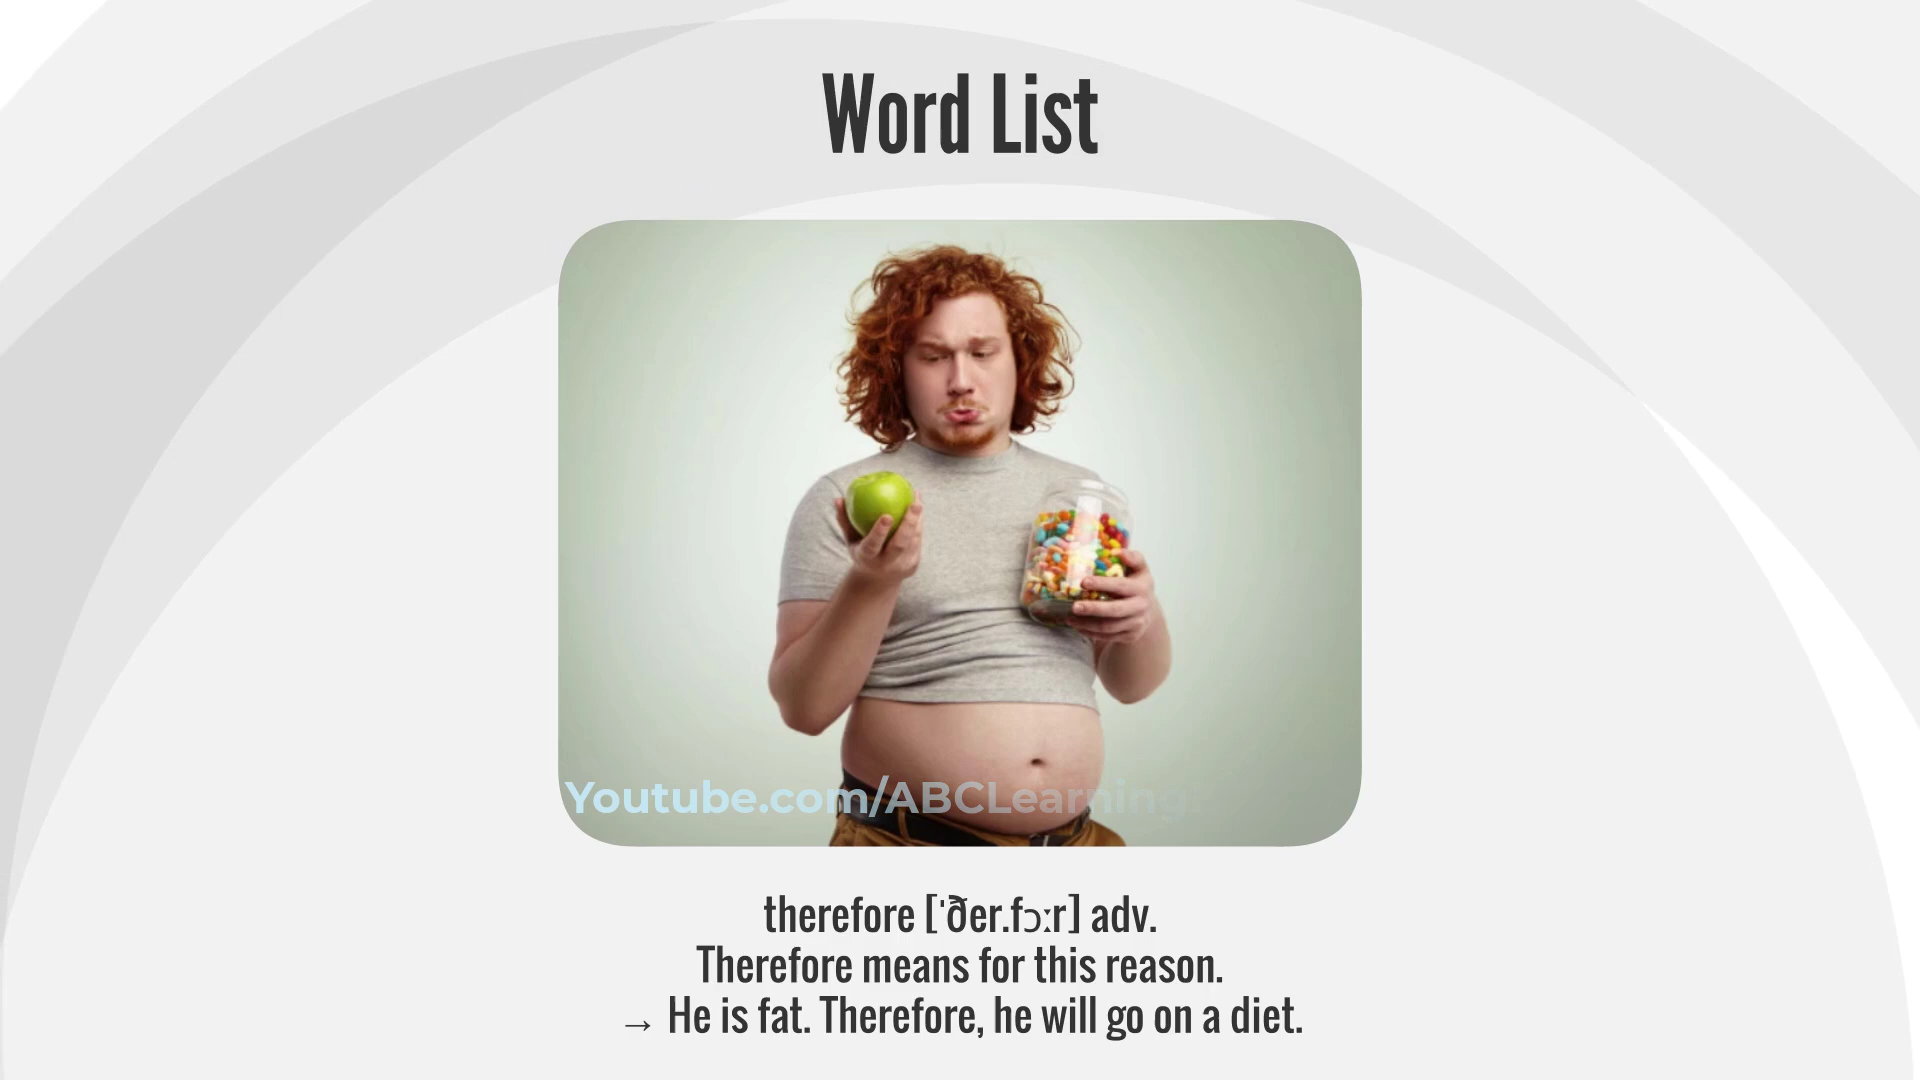 Word List
Youtube.com/ABCLearning
therefore [ˈðer.fɔːr] adv.
Therefore means for this reason.
→ He is fat. Therefore, he will go on a diet.